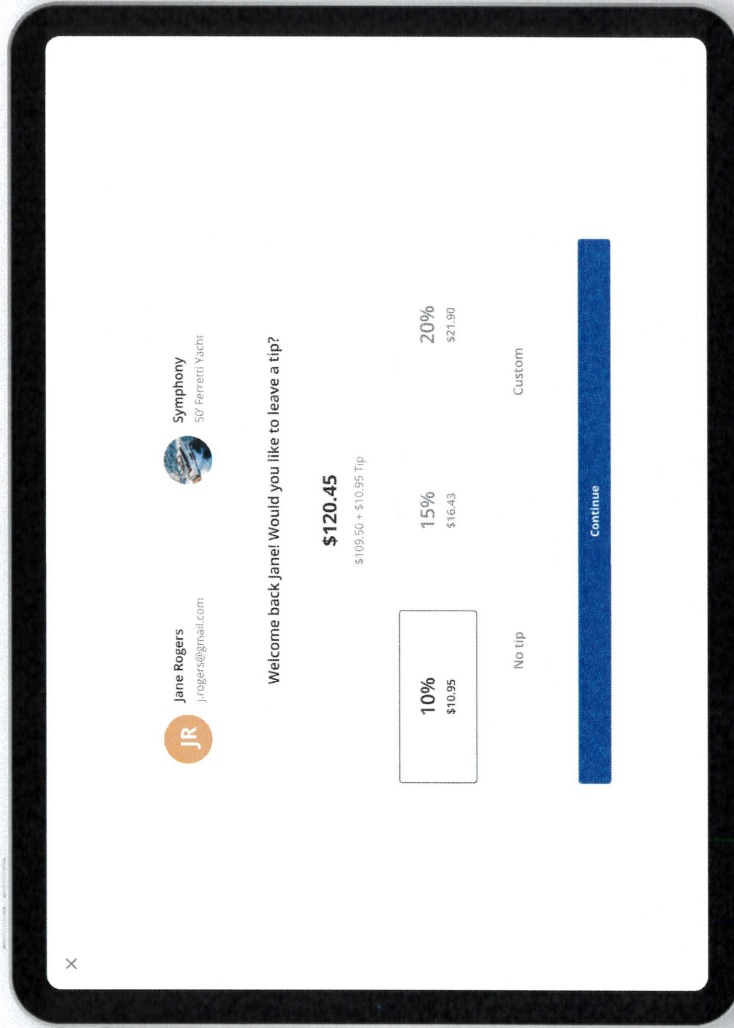 ×
JR
Jane Rogers
j.rogers@gmail.com
Symphony
50' Ferretti Yacht
Welcome back Jane! Would you like to leave a tip?
$120.45
$109.50 + $10.95 Tip
10%
$10.95
15%
$16.43
20%
$21.90
No tip
Custom
Continue